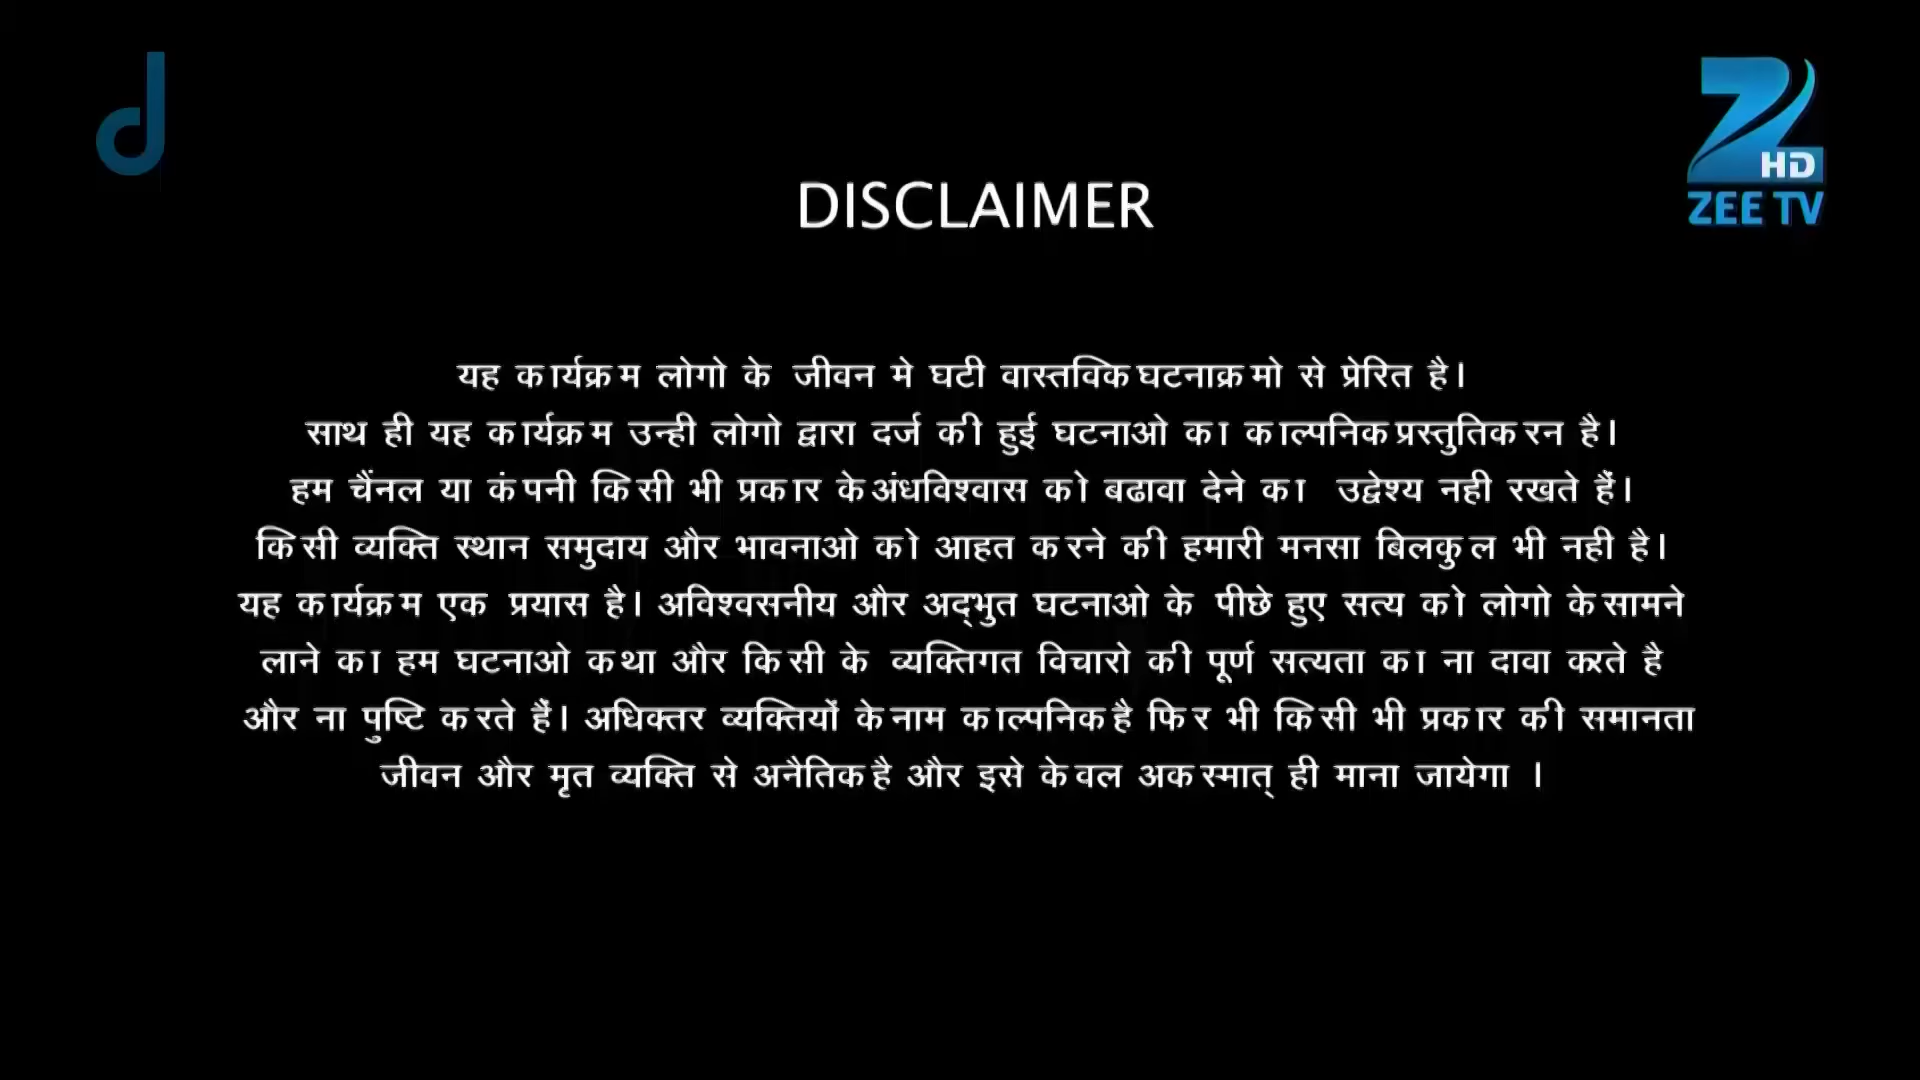 d
HD
ZEE TV
DISCLAIMER
यह कार्यक्रम लोगो के जीवन मे घटी वास्तविक घटनाक्रमो से प्रेरित है।
साथ ही यह कार्यक्रम उन्ही लोगो द्वारा दर्ज की हुई घटनाओ का काल्पनिक प्रस्तुतिकरन है।
हम चैंनल या कंपनी किसी भी प्रकार के अंधविश्वास को बढावा देने का उद्वेश्य नही रखते हैं।
किसी व्यक्ति स्थान समुदाय और भावनाओ को आहत करने की हमारी मनसा बिलकुल भी नही है।
यह कार्यक्रम एक प्रयास है। अविश्वसनीय और अद्‌भुत घटनाओ के पीछे हुए सत्य को लोगो के सामने
लाने का हम घटनाओ कथा और किसी के व्यक्तिगत विचारो की पूर्ण सत्यता का ना दावा करते है
और ना पुष्टि करते हैं। अधिक्तर व्यक्तियों के नाम काल्पनिक है फिर भी किसी भी प्रकार की समानता
जीवन और मृत व्यक्ति से अनैतिक है और इसे केवल अकस्मात् ही माना जायेगा ।